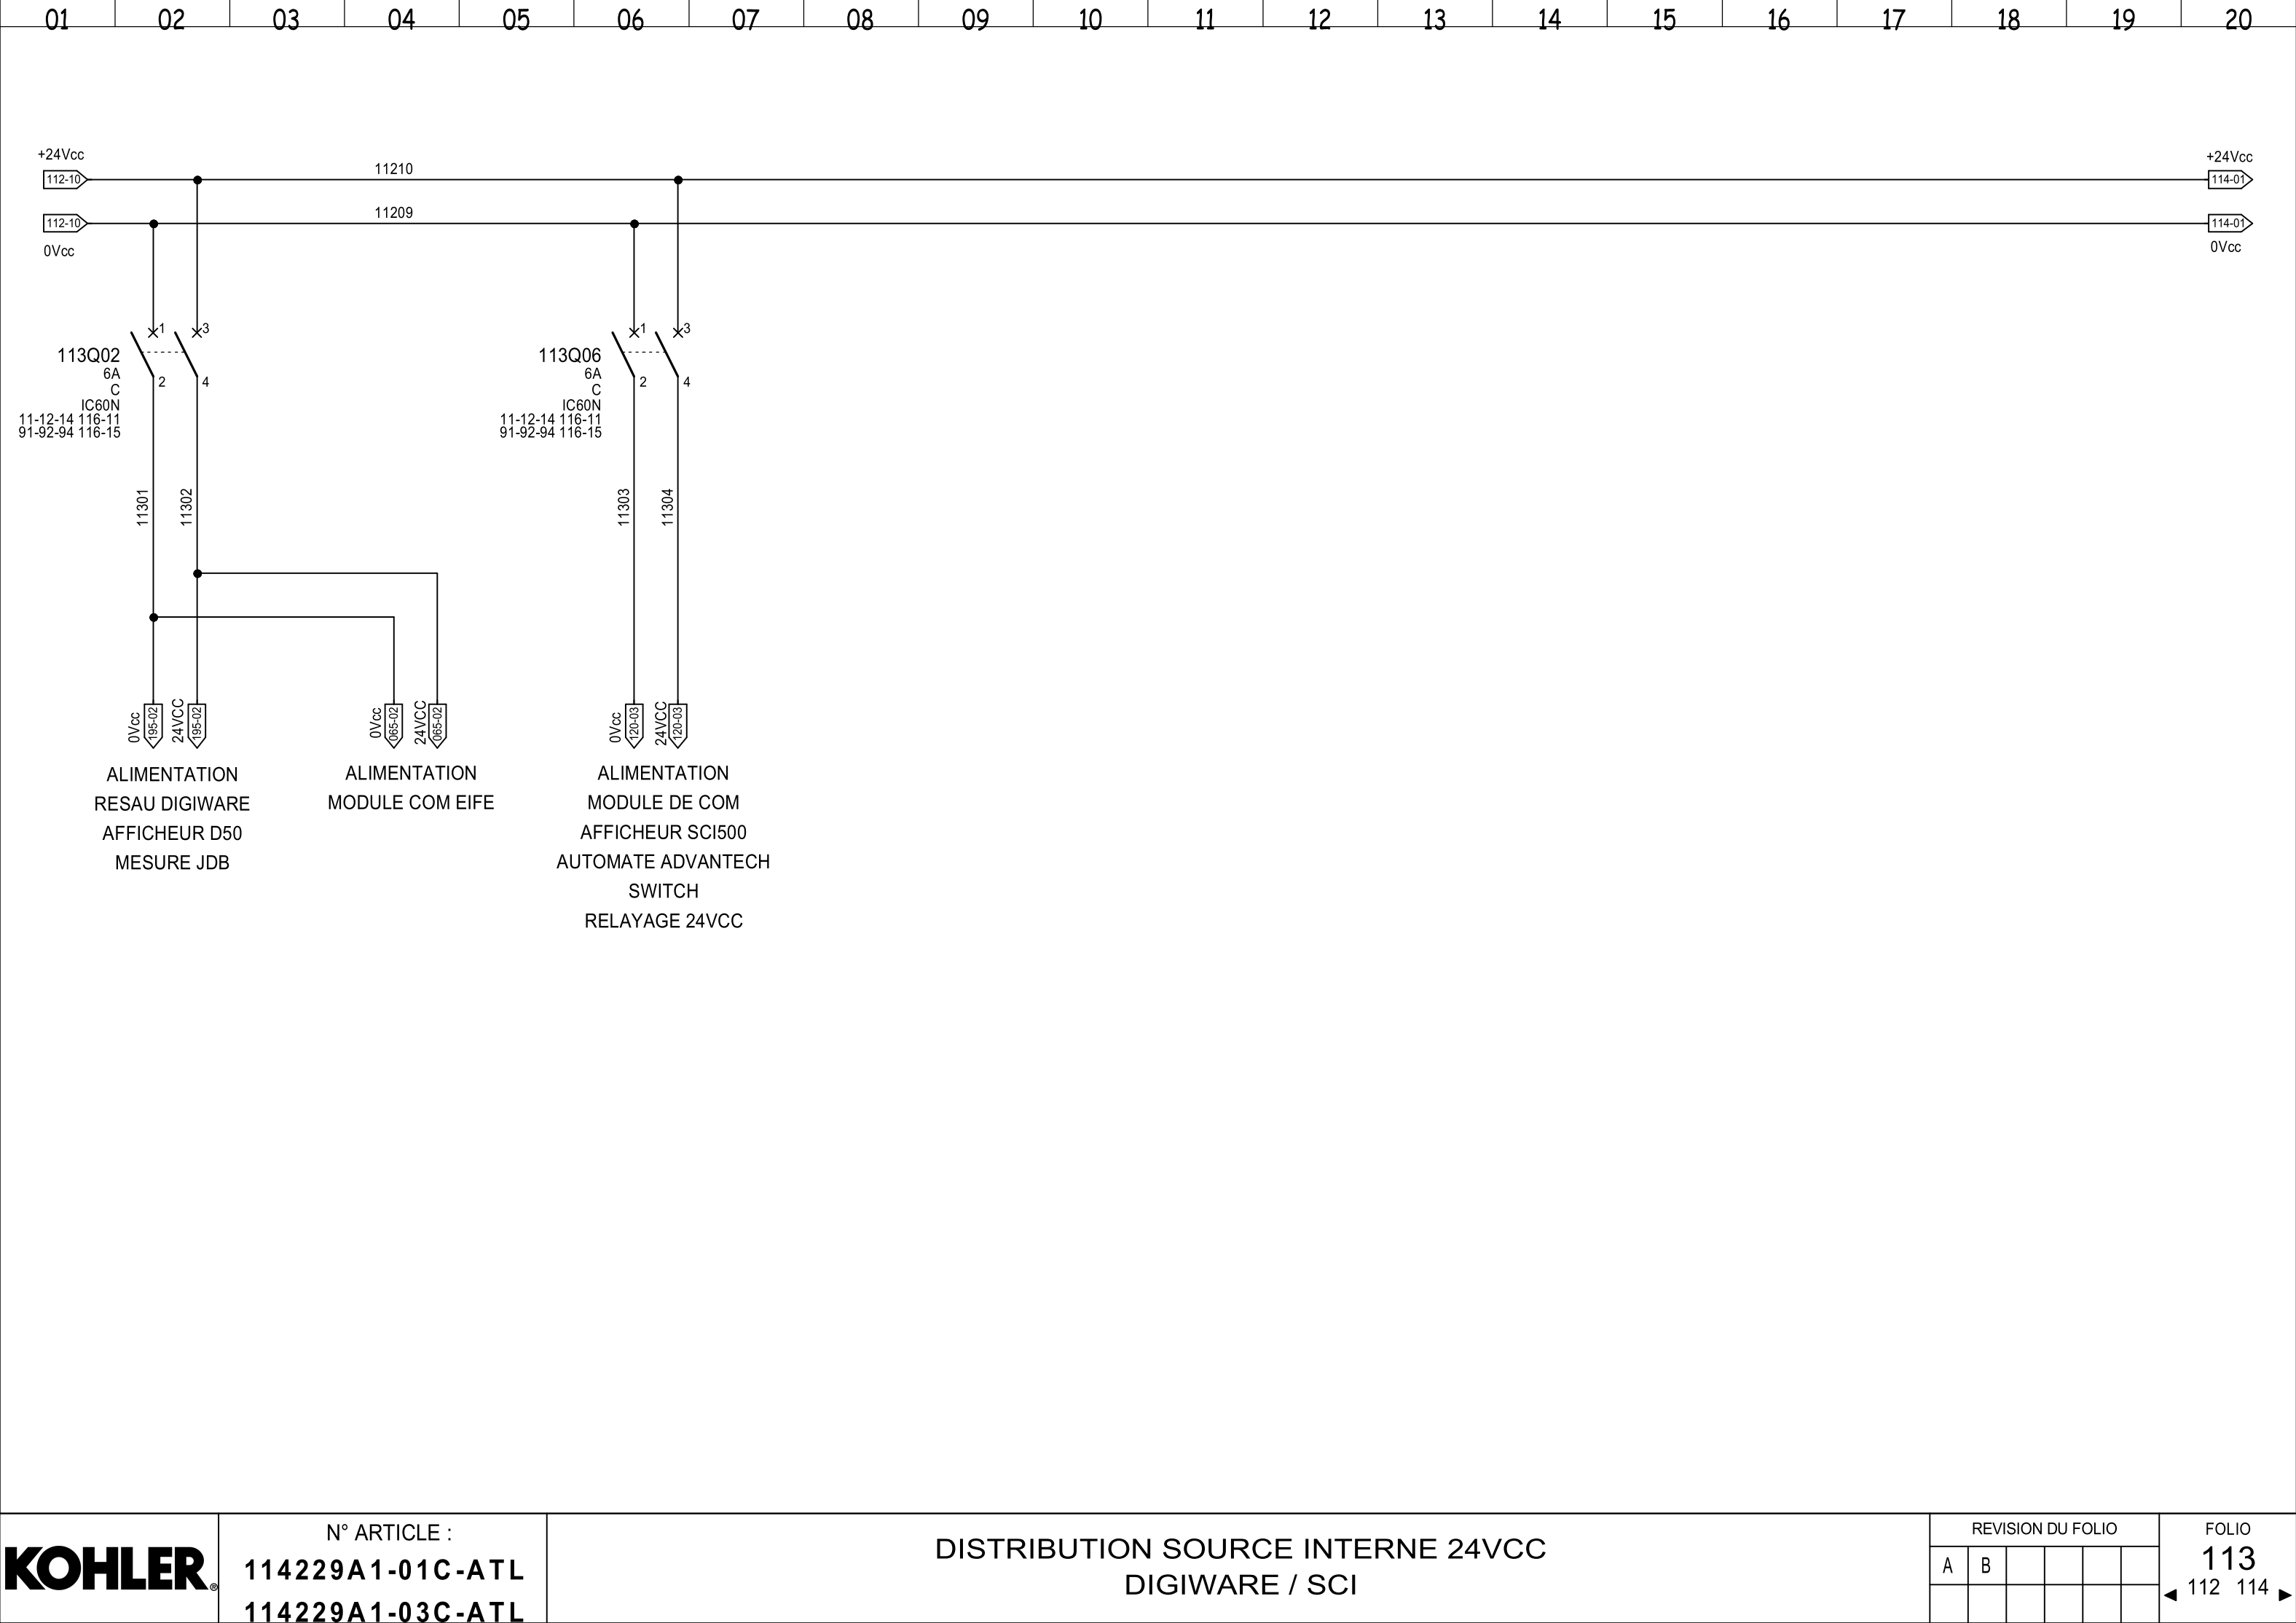 01 02 03 04 05 06 07 08 09 10 11 12 13 14 15 16 17 18 19 20
+24Vcc
112-10
11210
+24Vcc
114-01
112-10
11209
114-01
0Vcc
0Vcc
1 3
113Q02
6A
C
IC60N
11-12-14 116-11
91-92-94 116-15
2 4
1 3
113Q06
6A
C
IC60N
11-12-14 116-11
91-92-94 116-15
2 4
11301
11302
11303
11304
0Vcc
195-02
24VCC
195-02
0Vcc
065-02
24VCC
065-02
0Vcc
120-03
24VCC
120-03
ALIMENTATION
RESAU DIGIWARE
AFFICHEUR D50
MESURE JDB
ALIMENTATION
MODULE COM EIFE
ALIMENTATION
MODULE DE COM
AFFICHEUR SCI500
AUTOMATE ADVANTECH
SWITCH
RELAYAGE 24VCC
KOHLER®
N° ARTICLE :
114229A1-01C-ATL
114229A1-03C-ATL
DISTRIBUTION SOURCE INTERNE 24VCC
DIGIWARE / SCI
REVISION DU FOLIO
A B
FOLIO
113
112 114